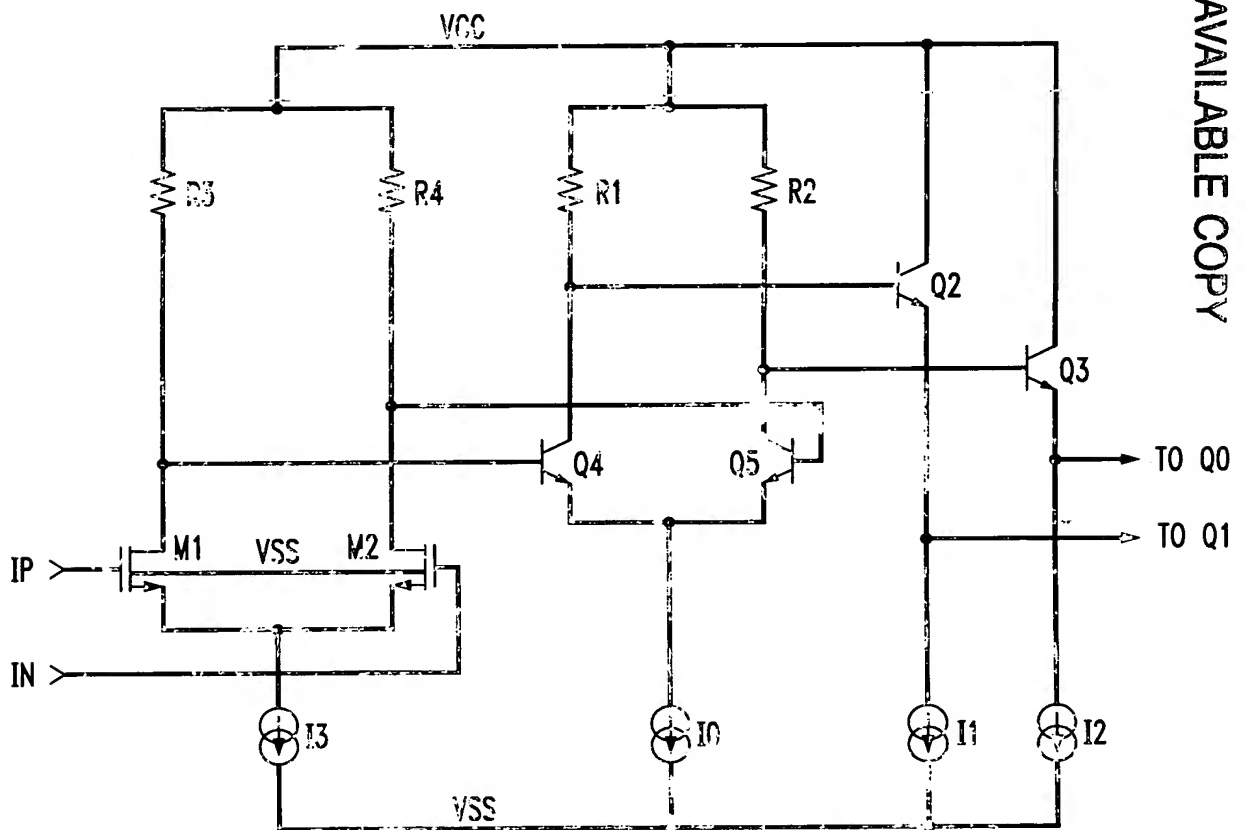 VCC
AVAILABLE COPY
R3
R4
R1
R2
Q2
Q3
Q4
Q5
TO Q0
TO Q1
IP
M1
VSS
M2
IN
I3
I0
I1
I2
VSS